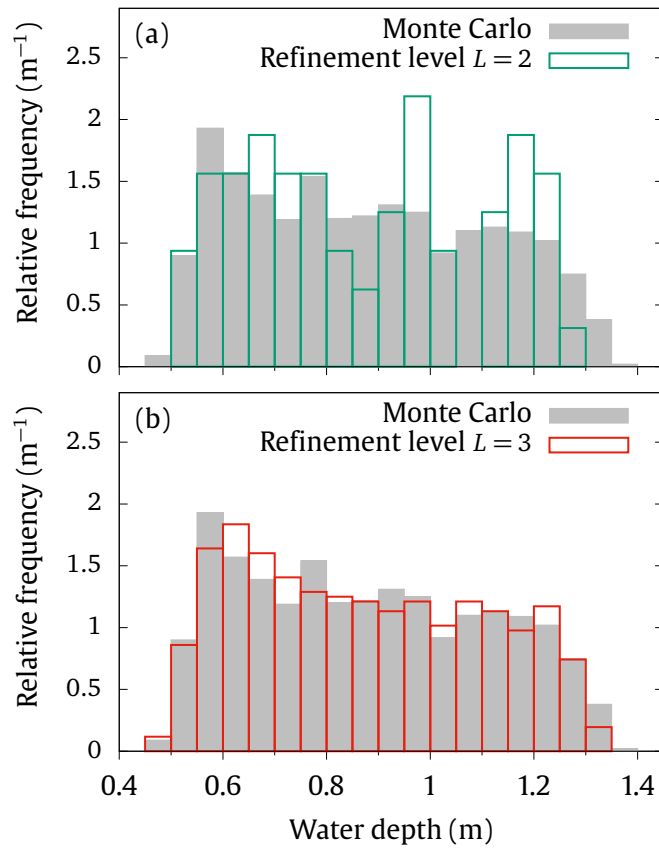 (a)
Monte Carlo
Refinement level L = 2
Relative frequency (m⁻¹)
2.5
2
1.5
1
0.5
0
(b)
Monte Carlo
Refinement level L = 3
Relative frequency (m⁻¹)
2.5
2
1.5
1
0.5
0
0.4 0.6 0.8 1 1.2 1.4
Water depth (m)